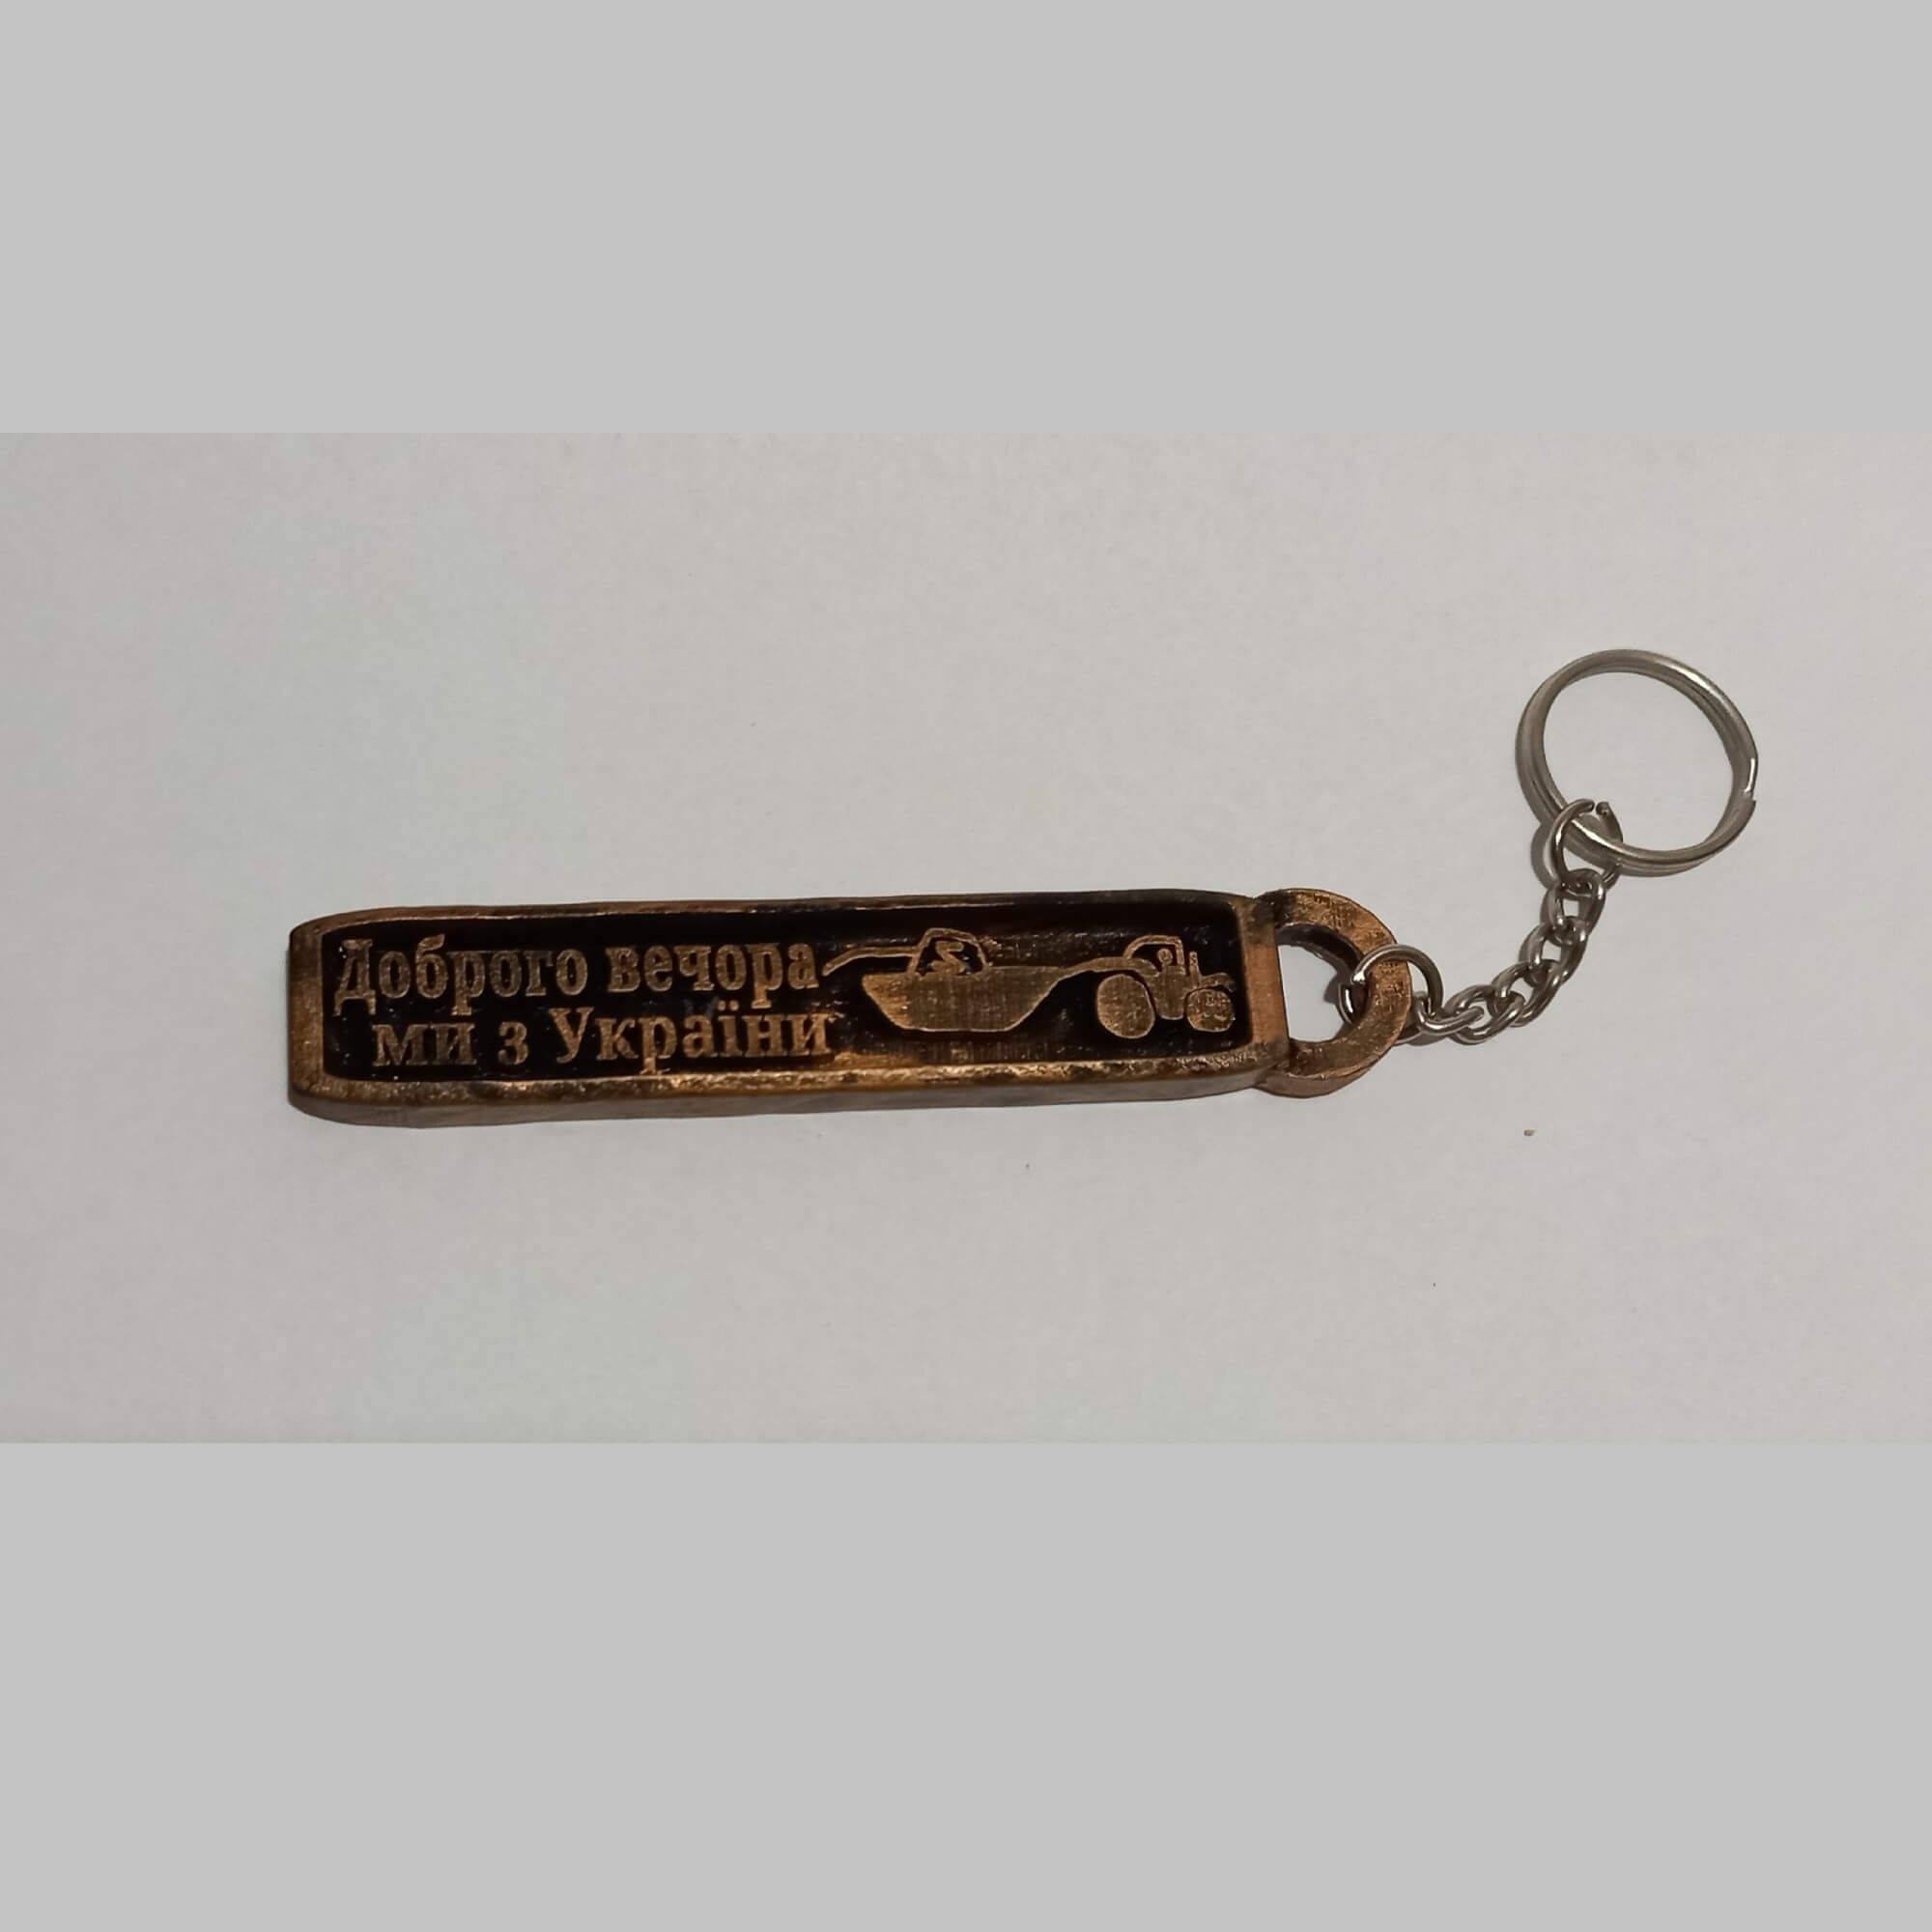 Доброго вечора
ми з України